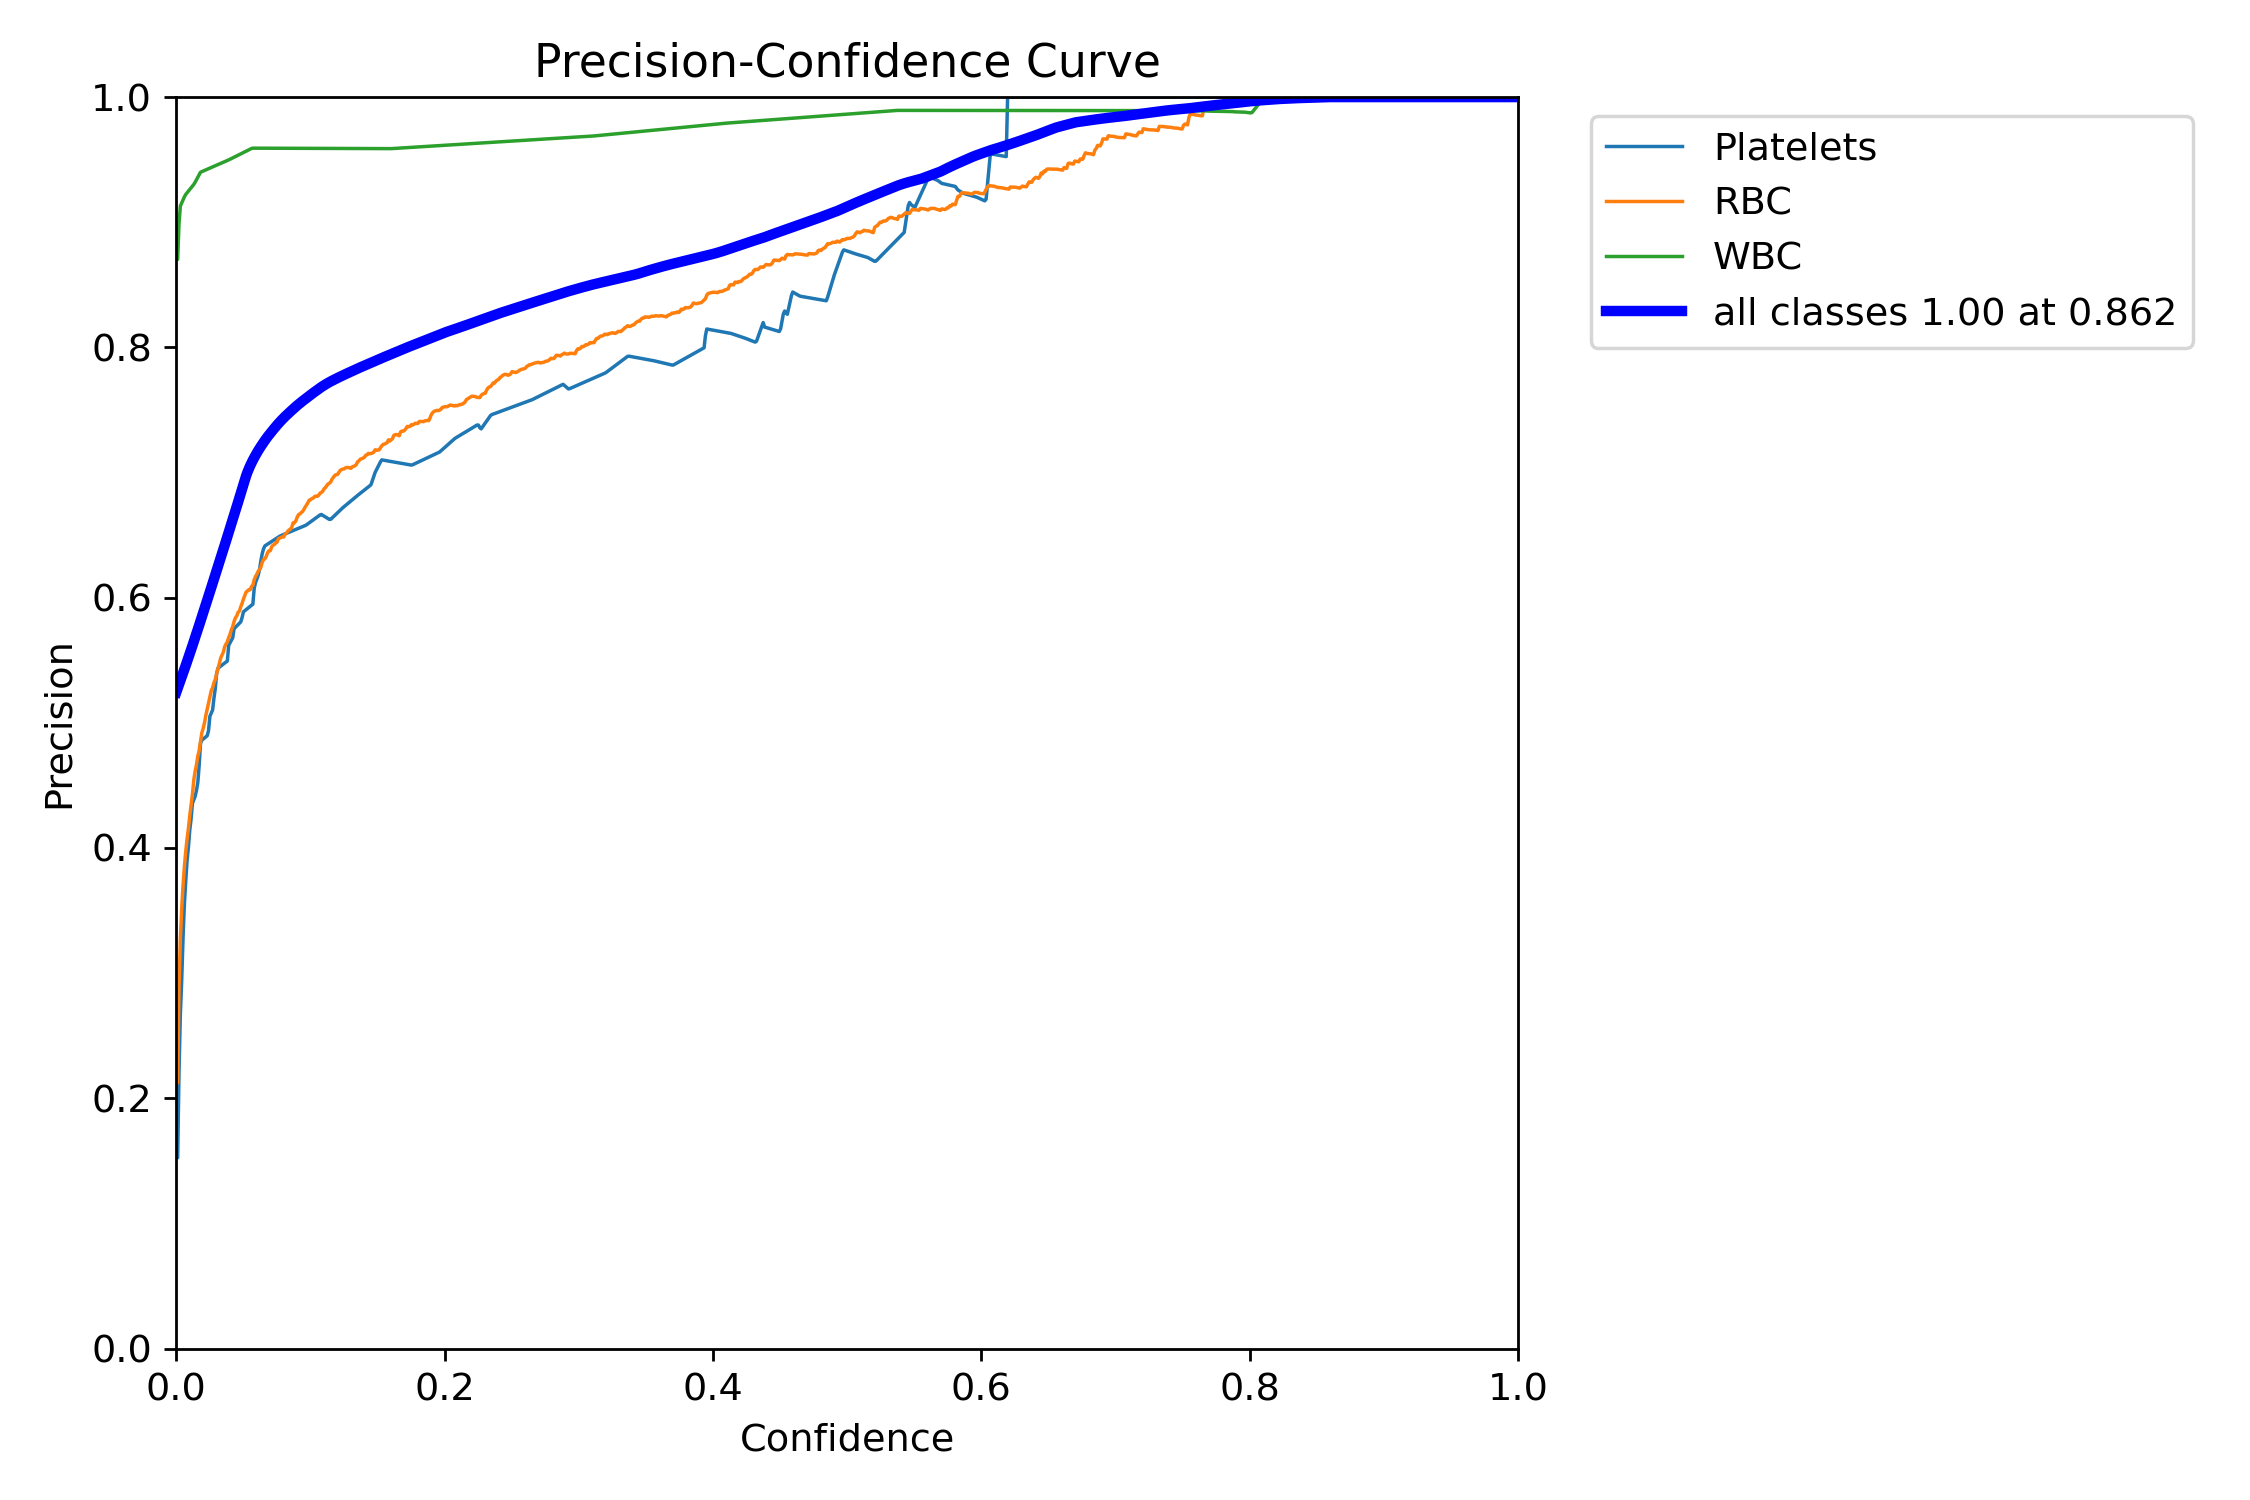 Precision-Confidence Curve
1.0
0.8
0.6
0.4
0.2
0.0
Precision
0.0 0.2 0.4 0.6 0.8 1.0
Confidence
Platelets
RBC
WBC
all classes 1.00 at 0.862